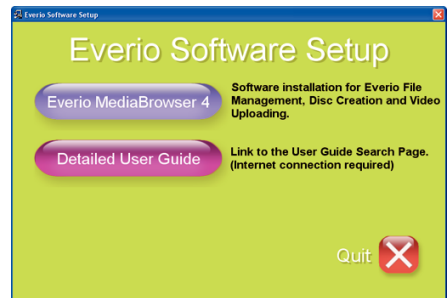 Everio Software Setup
Everio Software Setup
Everio MediaBrowser 4
Software installation for Everio File
Management, Disc Creation and Video
Uploading.
Detailed User Guide
Link to the User Guide Search Page.
(Internet connection required)
Quit